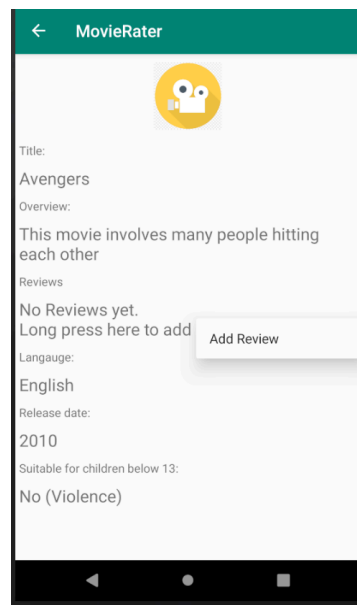 MovieRater
Title:
Avengers
Overview:
This movie involves many people hitting
each other
Reviews
No Reviews yet.
Long press here to add
Add Review
Langauge:
English
Release date:
2010
Suitable for children below 13:
No (Violence)